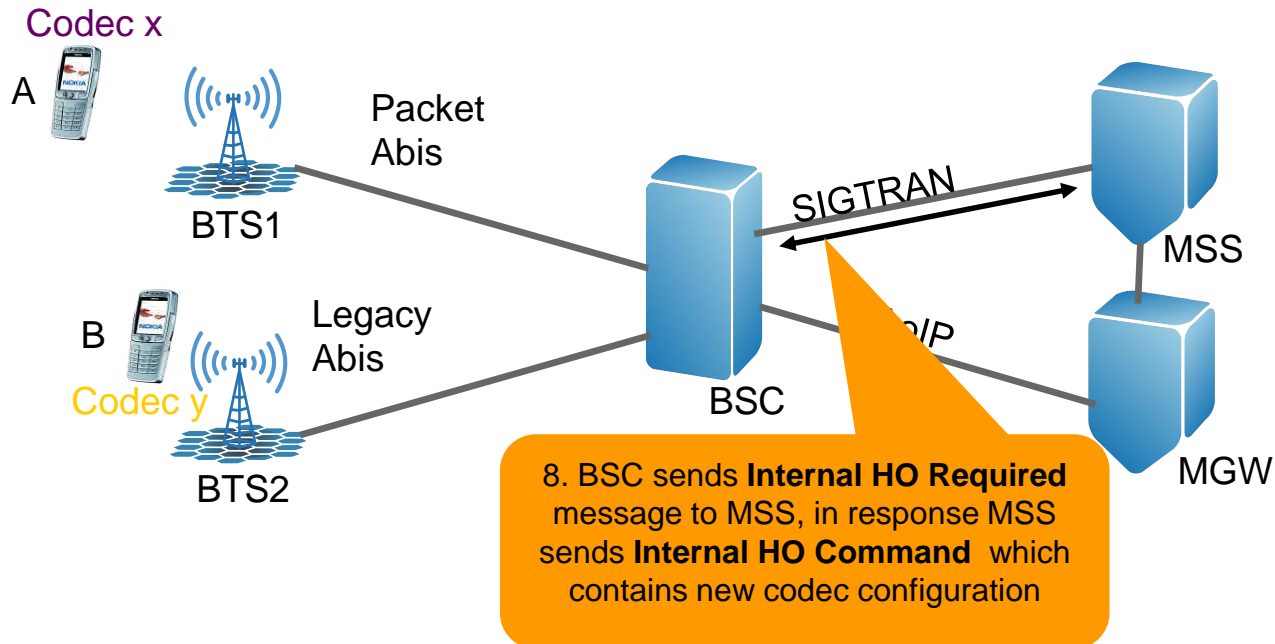 Codec x
A
Packet
Abis
BTS1
SIGTRAN
MSS
B
Legacy
Abis
Codec y
BTS2
BSC
MGW
8. BSC sends Internal HO Required
message to MSS, in response MSS
sends Internal HO Command which
contains new codec configuration